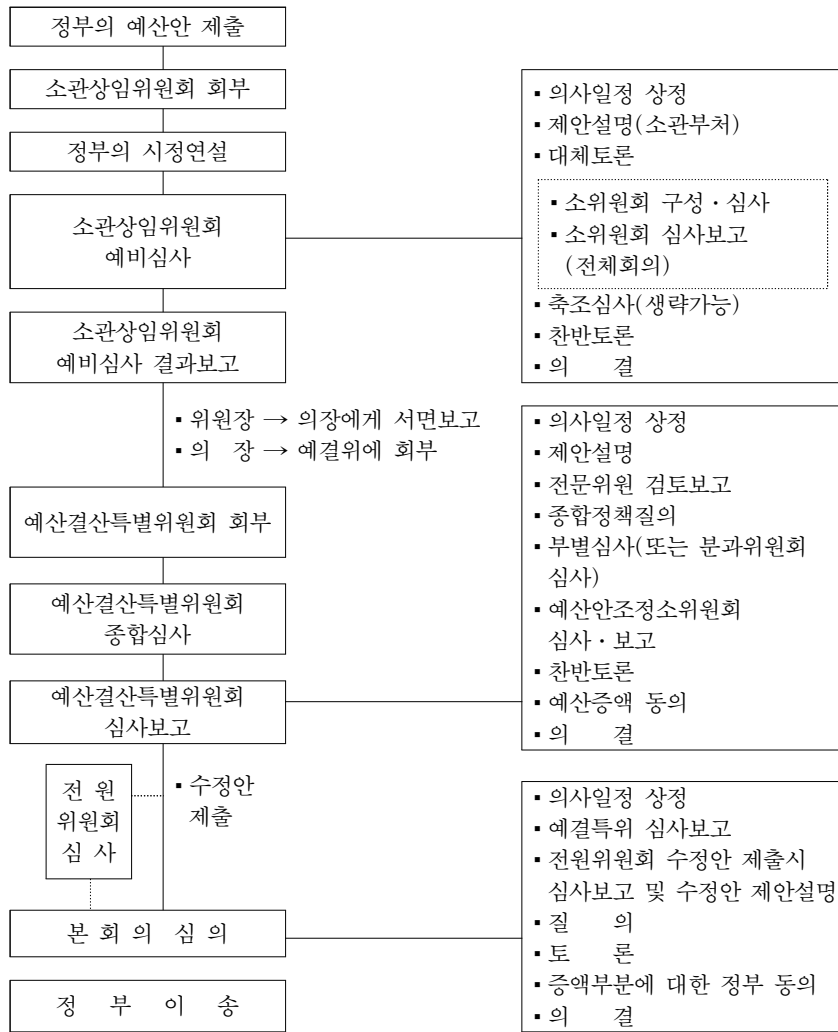 정부의 예산안 제출
소관상임위원회 회부
정부의 시정연설
소관상임위원회
예비심사
▪ 의사일정 상정
▪ 제안설명(소관부처)
▪ 대체토론
▪ 소위원회 구성・심사
▪ 소위원회 심사보고
(전체회의)
▪ 축조심사(생략가능)
▪ 찬반토론
▪ 의 결
소관상임위원회
예비심사 결과보고
▪ 위원장 → 의장에게 서면보고
▪ 의 장 → 예결위에 회부
예산결산특별위원회 회부
예산결산특별위원회
종합심사
예산결산특별위원회
심사보고
▪ 의사일정 상정
▪ 제안설명
▪ 전문위원 검토보고
▪ 종합정책질의
▪ 부별심사(또는 분과위원회
심사)
▪ 예산안조정소위원회
심사・보고
▪ 찬반토론
▪ 예산증액 동의
▪ 의 결
전 원
위원회
심 사
▪ 수정안
제출
본 회 의 심 의
▪ 의사일정 상정
▪ 예결특위 심사보고
▪ 전원위원회 수정안 제출시
심사보고 및 수정안 제안설명
▪ 질 의
▪ 토 론
▪ 증액부분에 대한 정부 동의
▪ 의 결
정 부 이 송